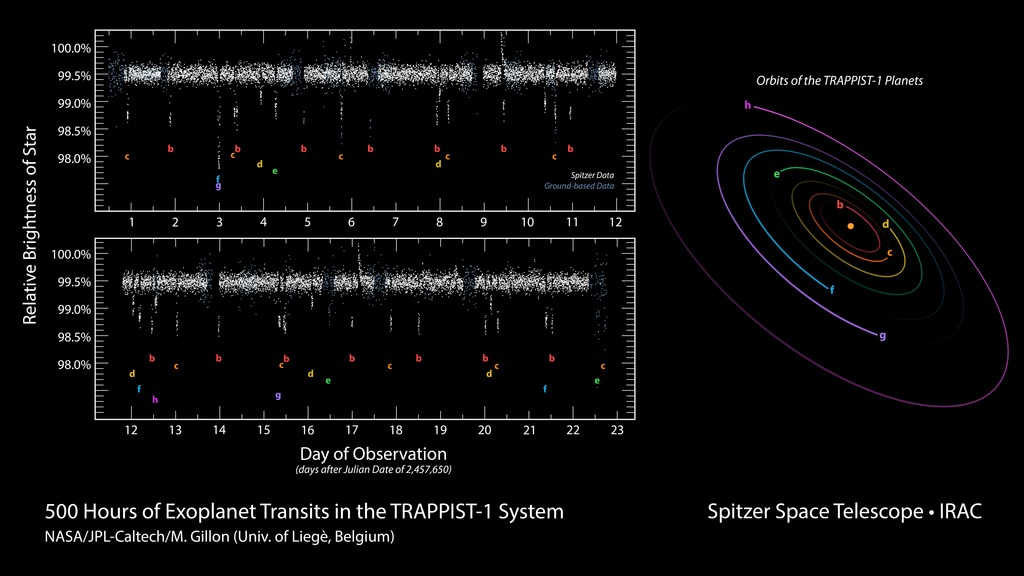 Relative Brightness of Star
100.0%
99.5%
99.0%
98.5%
98.0%
c b f g c b d e b c b b d c b c b
Spitzer Data
Ground-based Data
1 2 3 4 5 6 7 8 9 10 11 12
100.0%
99.5%
99.0%
98.5%
98.0%
d f b h c b g c b d e b c b b d c f b e c
12 13 14 15 16 17 18 19 20 21 22 23
Day of Observation
(days after Julian Date of 2,457,650)
Orbits of the TRAPPIST-1 Planets
h
e
b
d
c
f
g
500 Hours of Exoplanet Transits in the TRAPPIST-1 System
NASA/JPL-Caltech/M. Gillon (Univ. of Liegè, Belgium)
Spitzer Space Telescope • IRAC